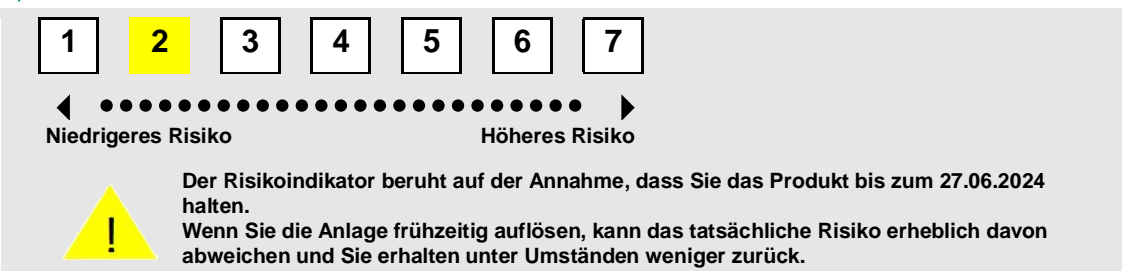 1 2 3 4 5 6 7
Niedrigeres Risiko Höheres Risiko
Der Risikoindikator beruht auf der Annahme, dass Sie das Produkt bis zum 27.06.2024
halten.
! Wenn Sie die Anlage frühzeitig auflösen, kann das tatsächliche Risiko erheblich davon
abweichen und Sie erhalten unter Umständen weniger zurück.